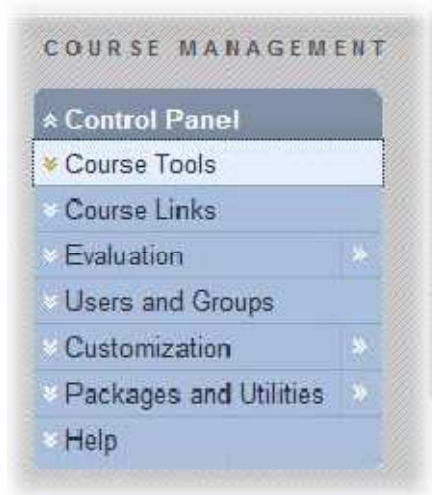 COURSE MANAGEMENT
Control Panel
Course Tools
Course Links
Evaluation
Users and Groups
Customization
Packages and Utilities
Help